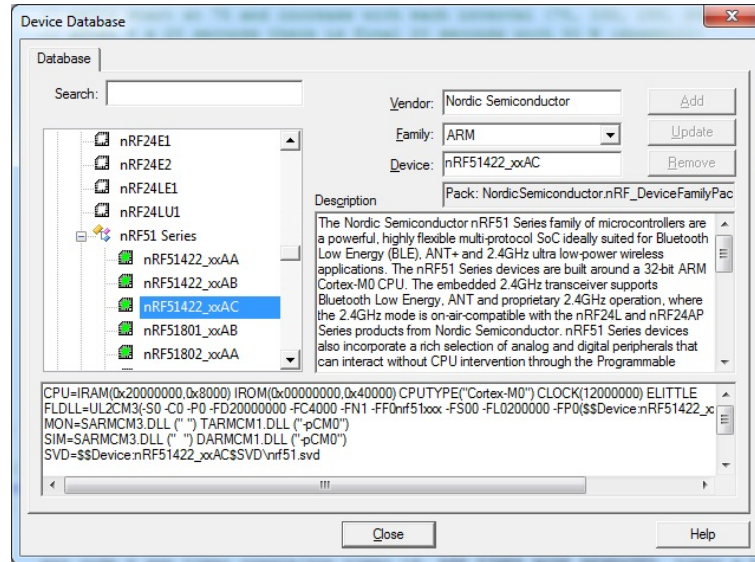 Device Database
Database
Search:
nRF24E1
nRF24E2
nRF24LE1
nRF24LU1
nRF51 Series
nRF51422_xxAA
nRF51422_xxAB
nRF51422_xxAC
nRF51801_xxAB
nRF51802_xxAA
Vendor: Nordic Semiconductor
Family: ARM
Device: nRF51422_xxAC
Add
Update
Remove
Pack: NordicSemiconductor.nRF_DeviceFamilyPac
Description
The Nordic Semiconductor nRF51 Series family of microcontrollers are
a powerful, highly flexible multi-protocol SoC ideally suited for Bluetooth
Low Energy (BLE), ANT+ and 2.4GHz ultra low-power wireless
applications. The nRF51 Series devices are built around a 32-bit ARM
Cortex-M0 CPU. The embedded 2.4GHz transceiver supports
Bluetooth Low Energy, ANT and proprietary 2.4GHz operation, where
the 2.4GHz mode is on-air-compatible with the nRF24L and nRF24AP
Series products from Nordic Semiconductor. nRF51 Series devices
also incorporate a rich selection of analog and digital peripherals that
can interact without CPU intervention through the Programmable
CPU=IRAM(0x20000000,0x8000) IROM(0x00000000,0x40000) CPUTYPE("Cortex-M0") CLOCK(12000000) ELITTLE
FLDLL=UL2CM3(-S0 -C0 -P0 -FD20000000 -FC4000 -FN1 -FF0nrf51xxx -FS00 -FL0200000 -FP0($$Device:nRF51422_x
MON=SARMCM3.DLL (" ") TARMCM1.DLL ("-pCM0")
SIM=SARMCM3.DLL (" ") DARMCM1.DLL ("-pCM0")
SVD=$$Device:nRF51422_xxAC$SVD\nrf51.svd
Close
Help